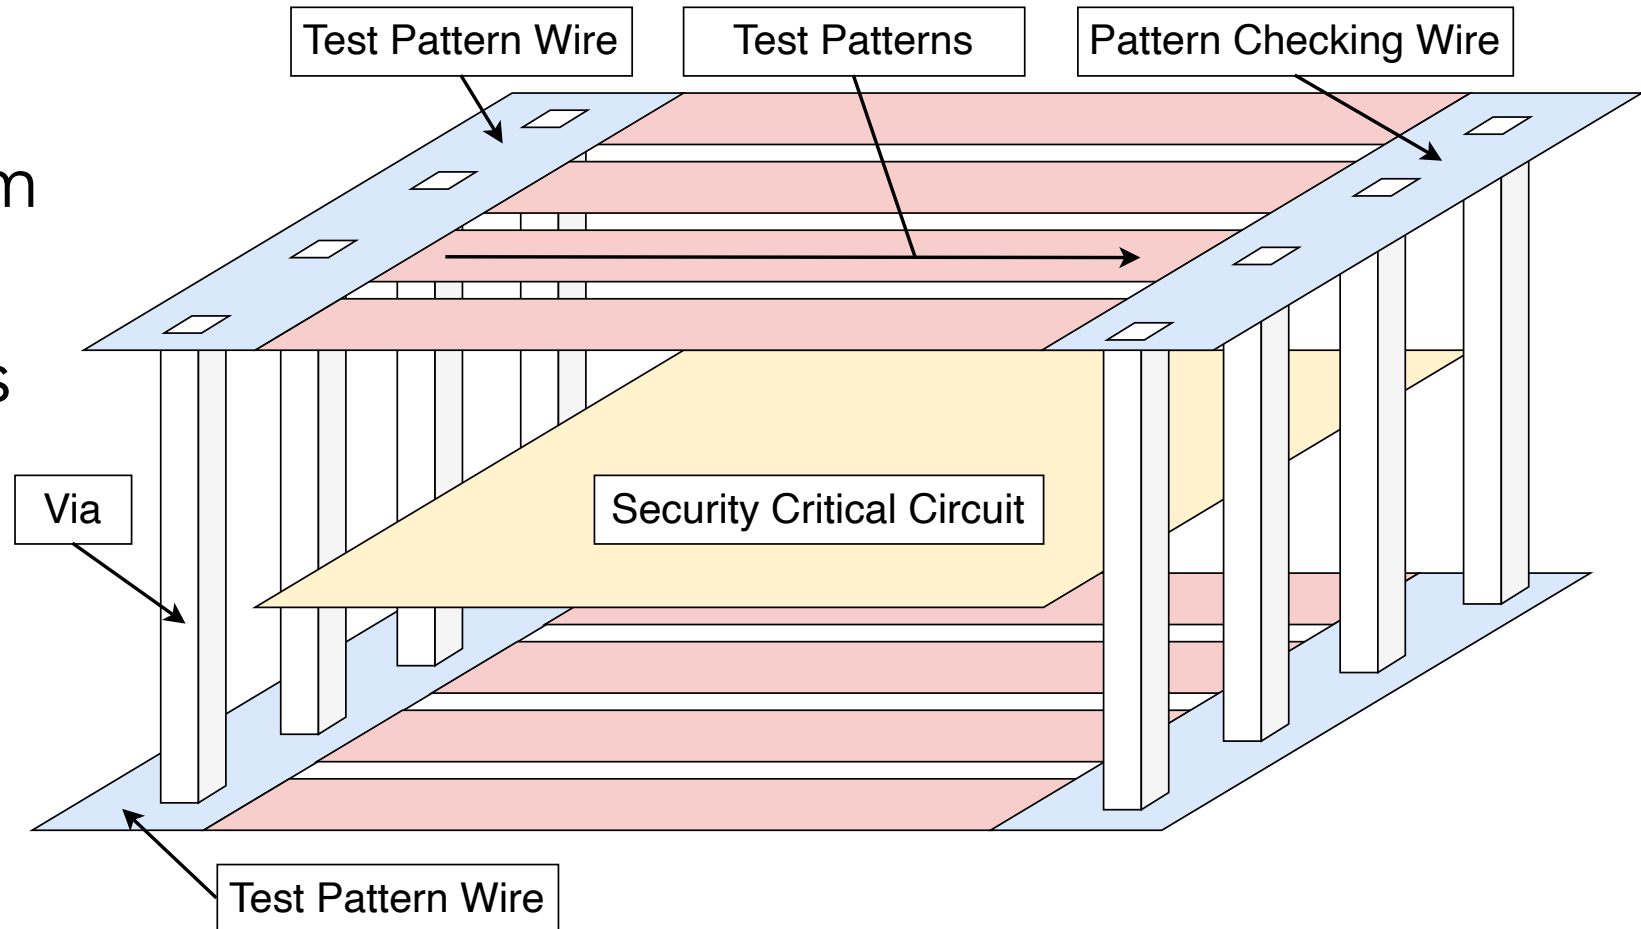 Test Pattern Wire
Test Patterns
Pattern Checking Wire
m
s
Via
Security Critical Circuit
Test Pattern Wire